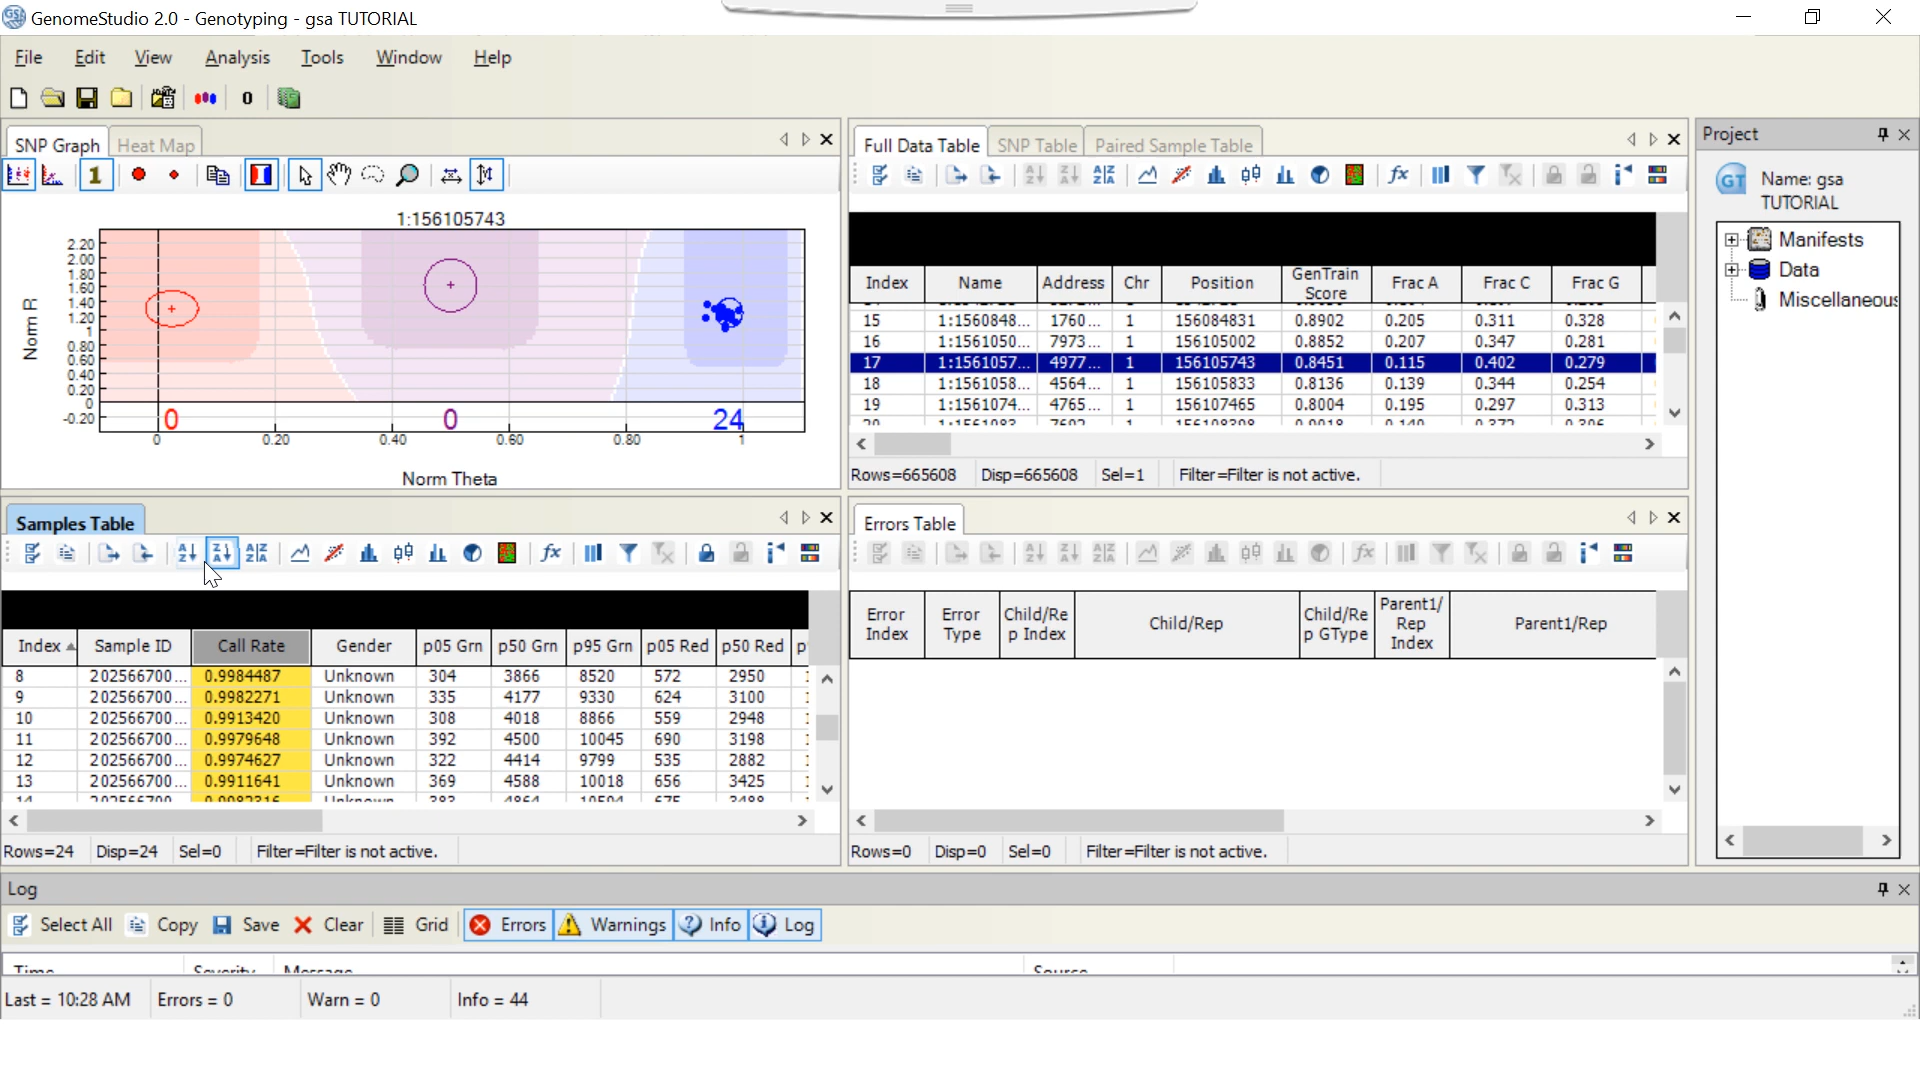 GenomeStudio 2.0 - Genotyping - gsa TUTORIAL
File Edit View Analysis Tools Window Help
0
SNP Graph Heat Map
1
1:156105743
Norm R
2.20
2.00
1.80
1.60
1.40
1.20
1
0.80
0.60
0.40
0.20
0
-0.20
0 0 24
0 0.20 0.40 0.60 0.80 1
Norm Theta
Full Data Table SNP Table Paired Sample Table
Index Name Address Chr Position GenTrain Score Frac A Frac C Frac G
15 1:1560848... 1760... 1 156084831 0.8902 0.205 0.311 0.328
16 1:1561050... 7973... 1 156105002 0.8852 0.207 0.347 0.281
17 1:1561057... 4977... 1 156105743 0.8451 0.115 0.402 0.279
18 1:1561058... 4564... 1 156105833 0.8136 0.139 0.344 0.254
19 1:1561074... 4765... 1 156107465 0.8004 0.195 0.297 0.313
Rows=665608 Disp=665608 Sel=1 Filter=Filter is not active.
Project
GT Name: gsa
TUTORIAL
Manifests
Data
Miscellaneous
Samples Table
Index Sample ID Call Rate Gender p05 Grn p50 Grn p95 Grn p05 Red p50 Red p
8 202566700... 0.9984487 Unknown 304 3866 8520 572 2950
9 202566700... 0.9982271 Unknown 335 4177 9330 624 3100
10 202566700... 0.9913420 Unknown 308 4018 8866 559 2948
11 202566700... 0.9979648 Unknown 392 4500 10045 690 3198
12 202566700... 0.9974627 Unknown 322 4414 9799 535 2882
13 202566700... 0.9911641 Unknown 369 4588 10018 656 3425
Rows=24 Disp=24 Sel=0 Filter=Filter is not active.
Errors Table
Error Index Error Type Child/Re p Index Child/Rep Child/Re p GType Parent1/ Rep Index Parent1/Rep
Rows=0 Disp=0 Sel=0 Filter=Filter is not active.
Log
Select All Copy Save Clear Grid Errors Warnings Info Log
Time Severity Message Source
Last = 10:28 AM Errors = 0 Warn = 0 Info = 44